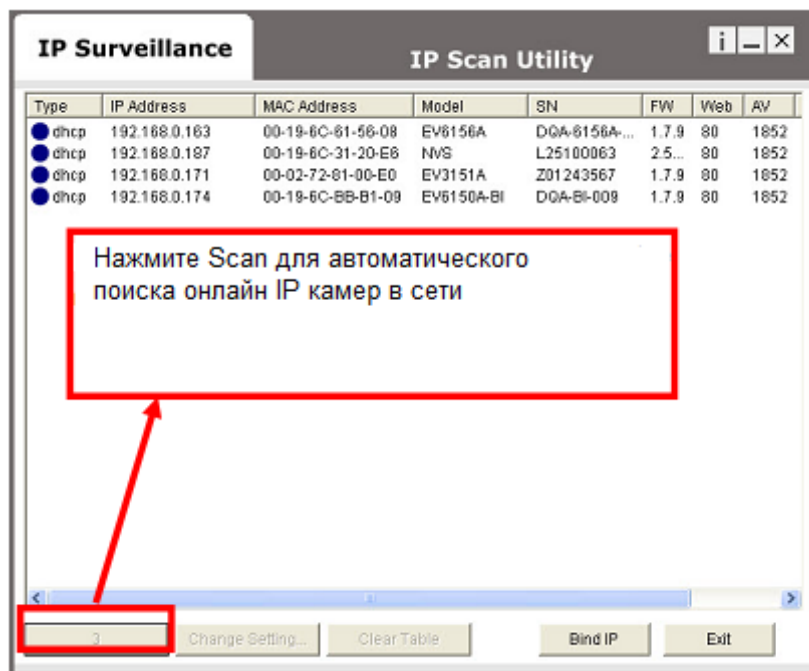 IP Surveillance
IP Scan Utility
Type IP Address MAC Address Model SN FW Web AV
dhcp 192.168.0.163 00-19-6C-61-56-08 EV6156A DQA-6156A-... 1.7.9 80 1852
dhcp 192.168.0.187 00-19-6C-31-20-E6 NVS L25100063 2.5... 80 1852
dhcp 192.168.0.171 00-02-72-81-00-E0 EV3151A Z01243567 1.7.9 80 1852
dhcp 192.168.0.174 00-19-6C-BB-B1-09 EV6150A-BI DQA-BI-009 1.7.9 80 1852
Нажмите Scan для автоматического
поиска онлайн IP камер в сети
3 Change Setting... Clear Table Bind IP Exit